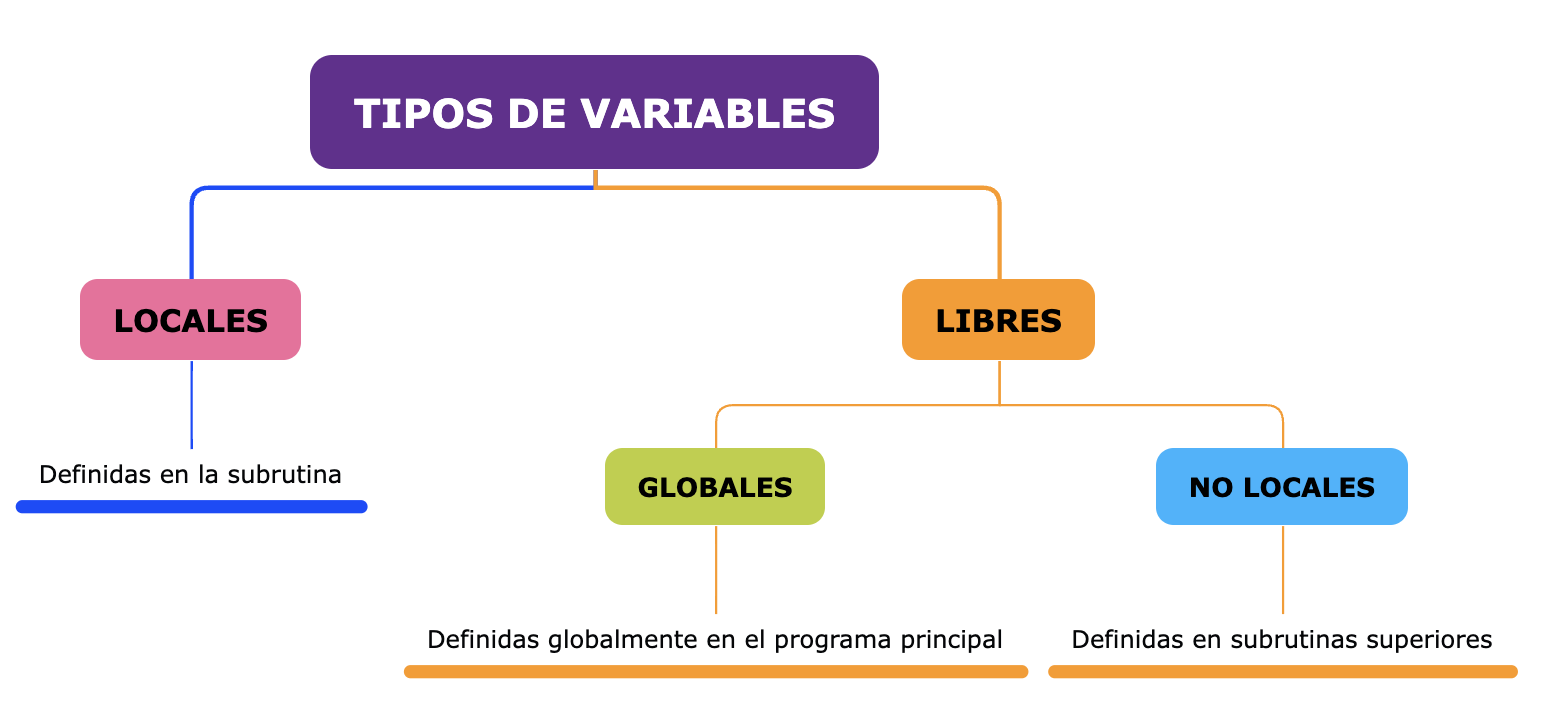 TIPOS DE VARIABLES
LOCALES
LIBRES
Definidas en la subrutina
GLOBALES
NO LOCALES
Definidas globalmente en el programa principal
Definidas en subrutinas superiores